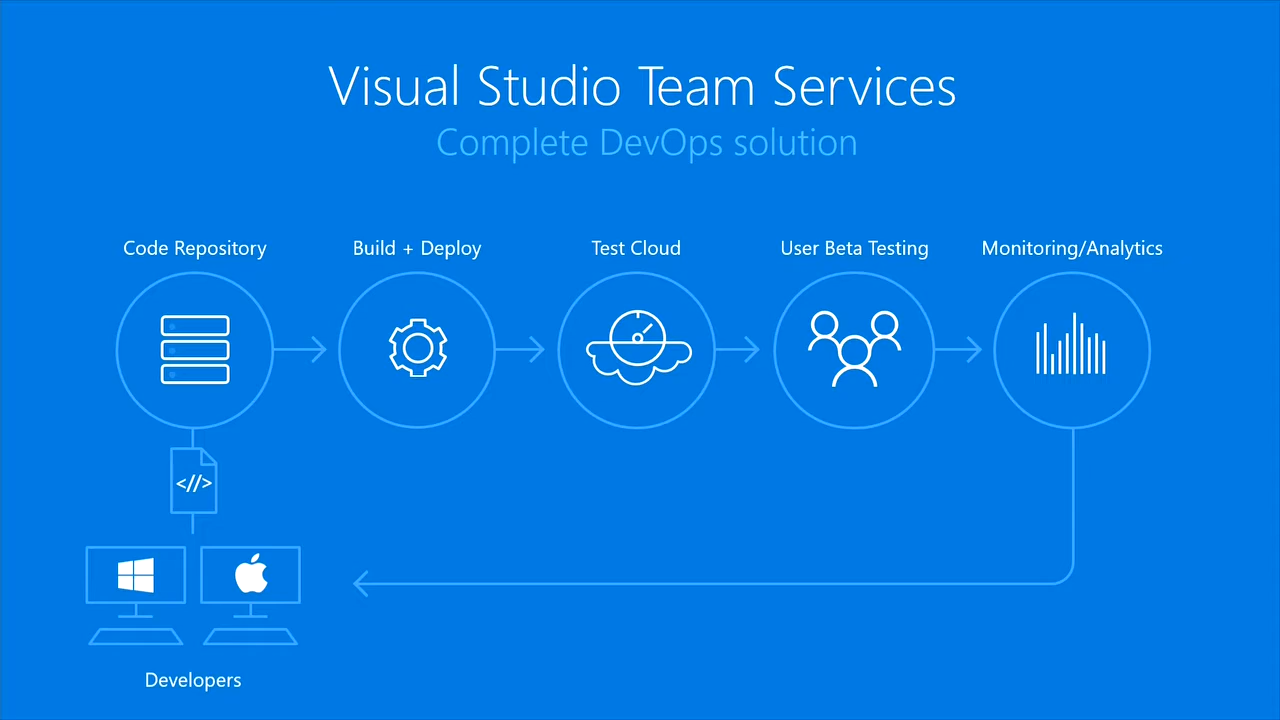 Visual Studio Team Services
Complete DevOps solution
Code Repository
Build + Deploy
Test Cloud
User Beta Testing
Monitoring/Analytics
<//>
Developers